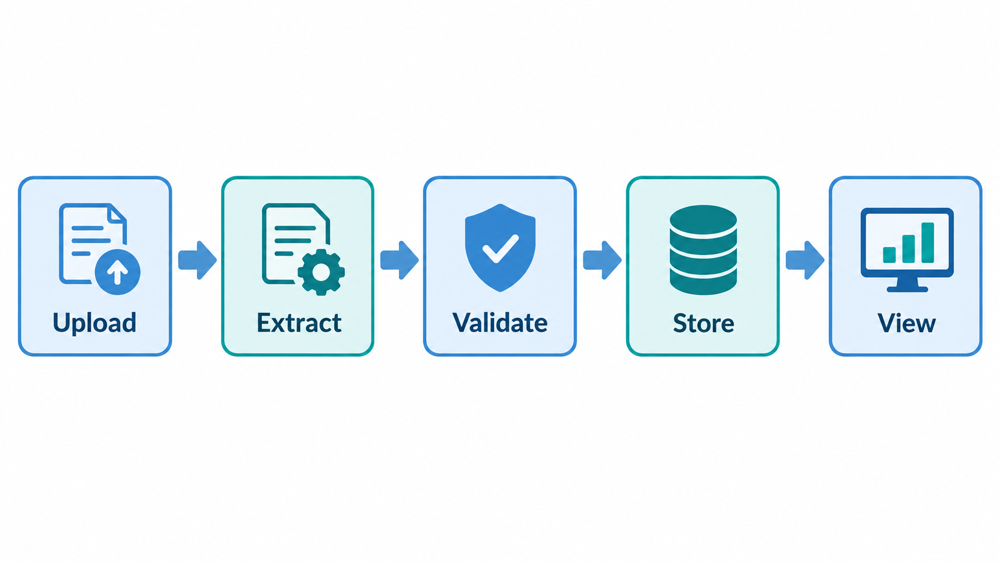 Upload
Extract
Validate
Store
View